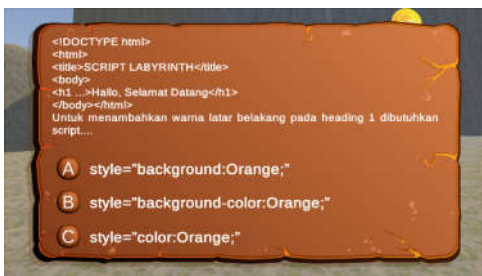 <!DOCTYPE html>
<html>
<title>SCRIPT LABYRINTH</title>
<body>
<h1 ...>Hallo, Selamat Datang</h1>
</body></html>
Untuk menambahkan warna latar belakang pada heading 1 dibutuhkan
script....
A style="background:Orange;"
B style="background-color:Orange;"
C style="color:Orange;"